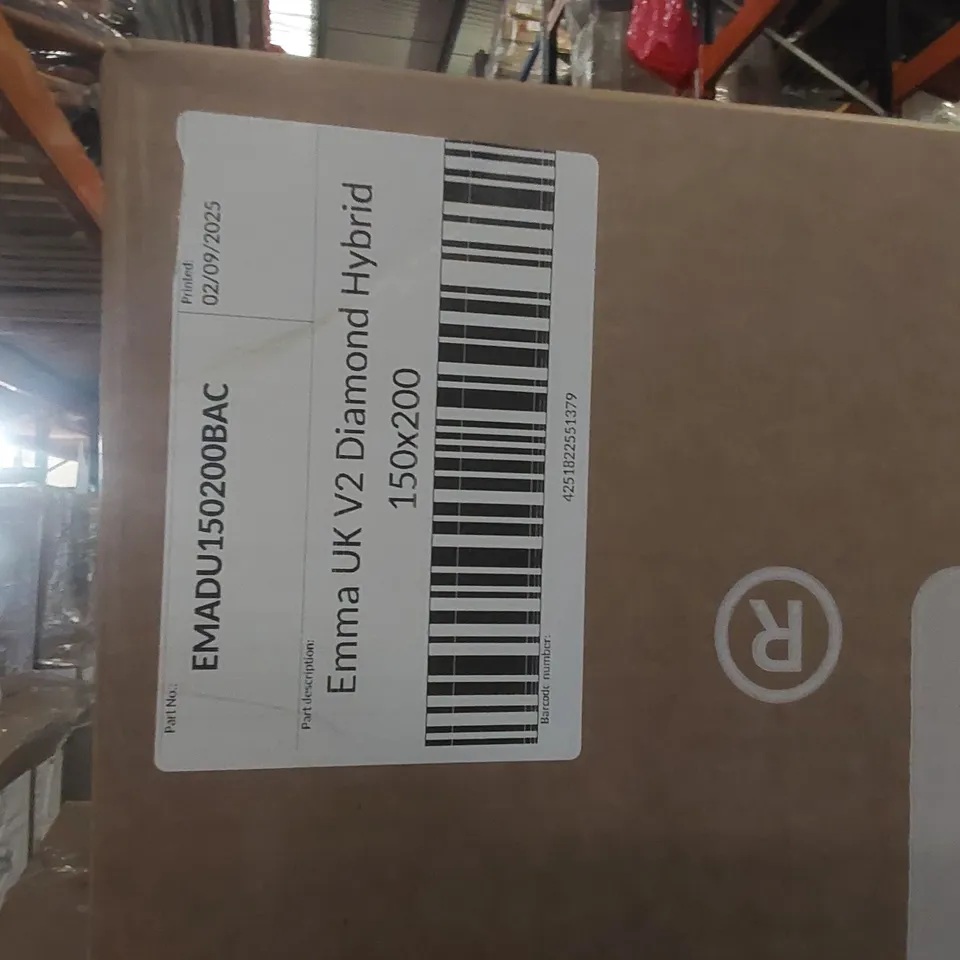 Part No.:
EMADU150200BAC
Printed:
02/09/2025
Part description:
Emma UK V2 Diamond Hybrid
150x200
Barcode number:
4251822551379
®